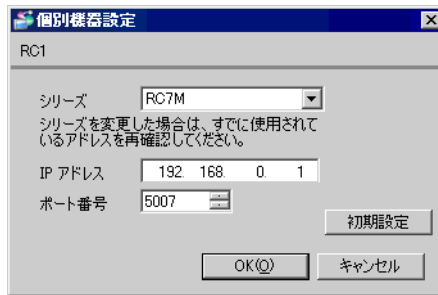 個別機器設定
RC1
シリーズ RC7M
シリーズを変更した場合は、すでに使用されて
いるアドレスを再確認してください。
IP アドレス 192. 168. 0. 1
ポート番号 5007
初期設定
OK(O) キャンセル